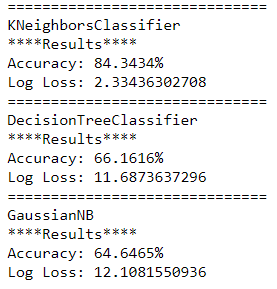 ==============================
KNeighborsClassifier
****Results****
Accuracy: 84.3434%
Log Loss: 2.33436302708
==============================
DecisionTreeClassifier
****Results****
Accuracy: 66.1616%
Log Loss: 11.6873637296
==============================
GaussianNB
****Results****
Accuracy: 64.6465%
Log Loss: 12.1081550936